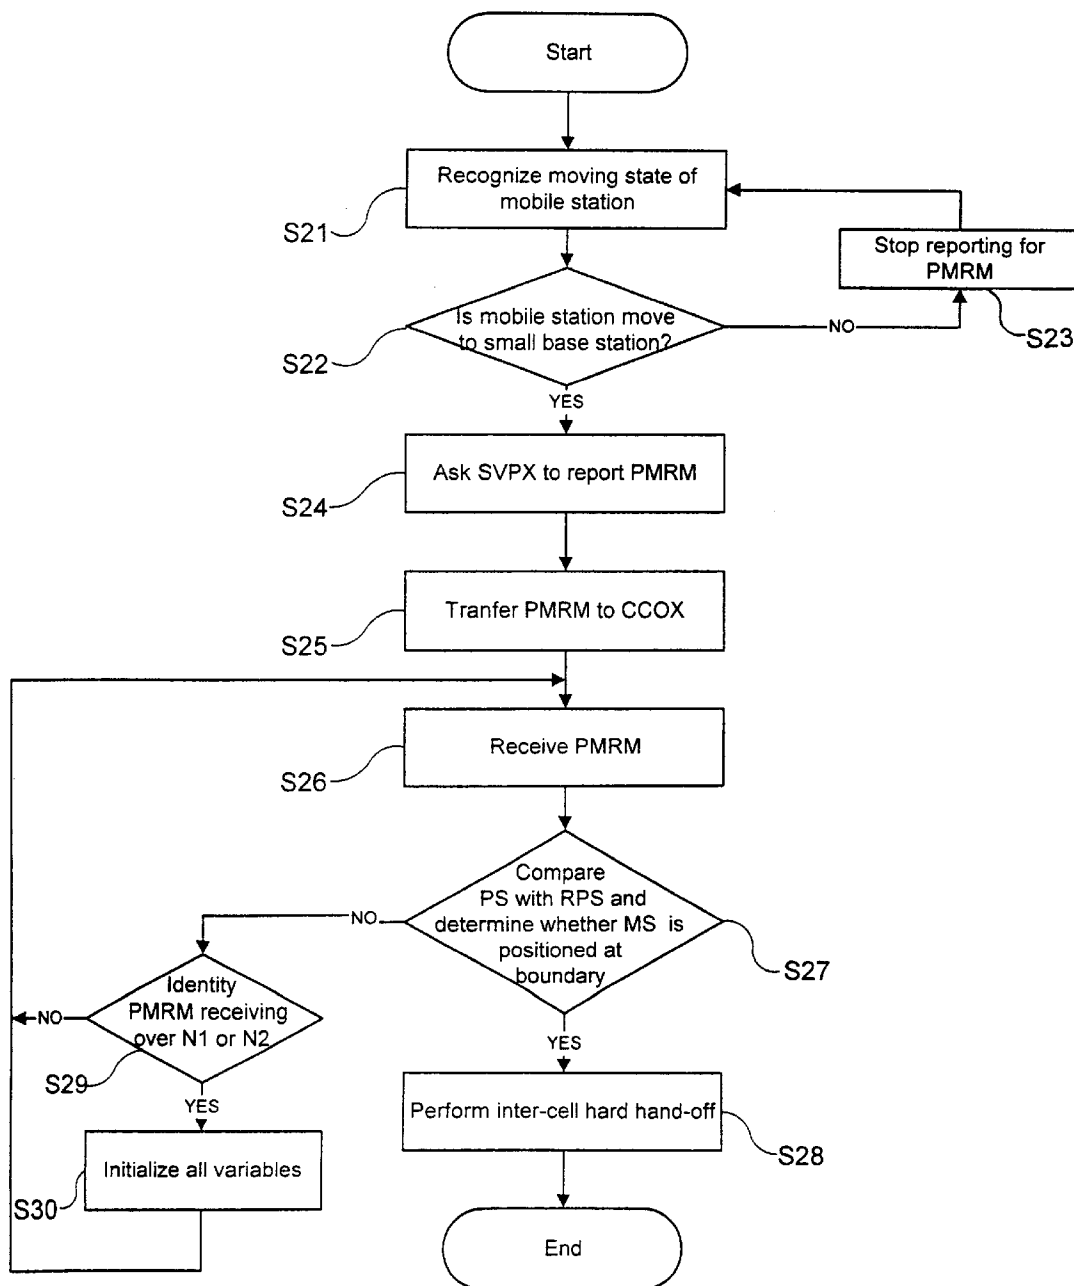 Start
Recognize moving state of
mobile station
S21
Stop reporting for
PMRM
S23
Is mobile station move
to small base station?
S22
NO
YES
Ask SVPX to report PMRM
S24
Tranfer PMRM to CCOX
S25
Receive PMRM
S26
Compare
PS with RPS and
determine whether MS is
positioned at
boundary
S27
NO
Identity
PMRM receiving
over N1 or N2
NO
S29
YES
YES
Perform inter-cell hard hand-off
S28
Initialize all variables
S30
End